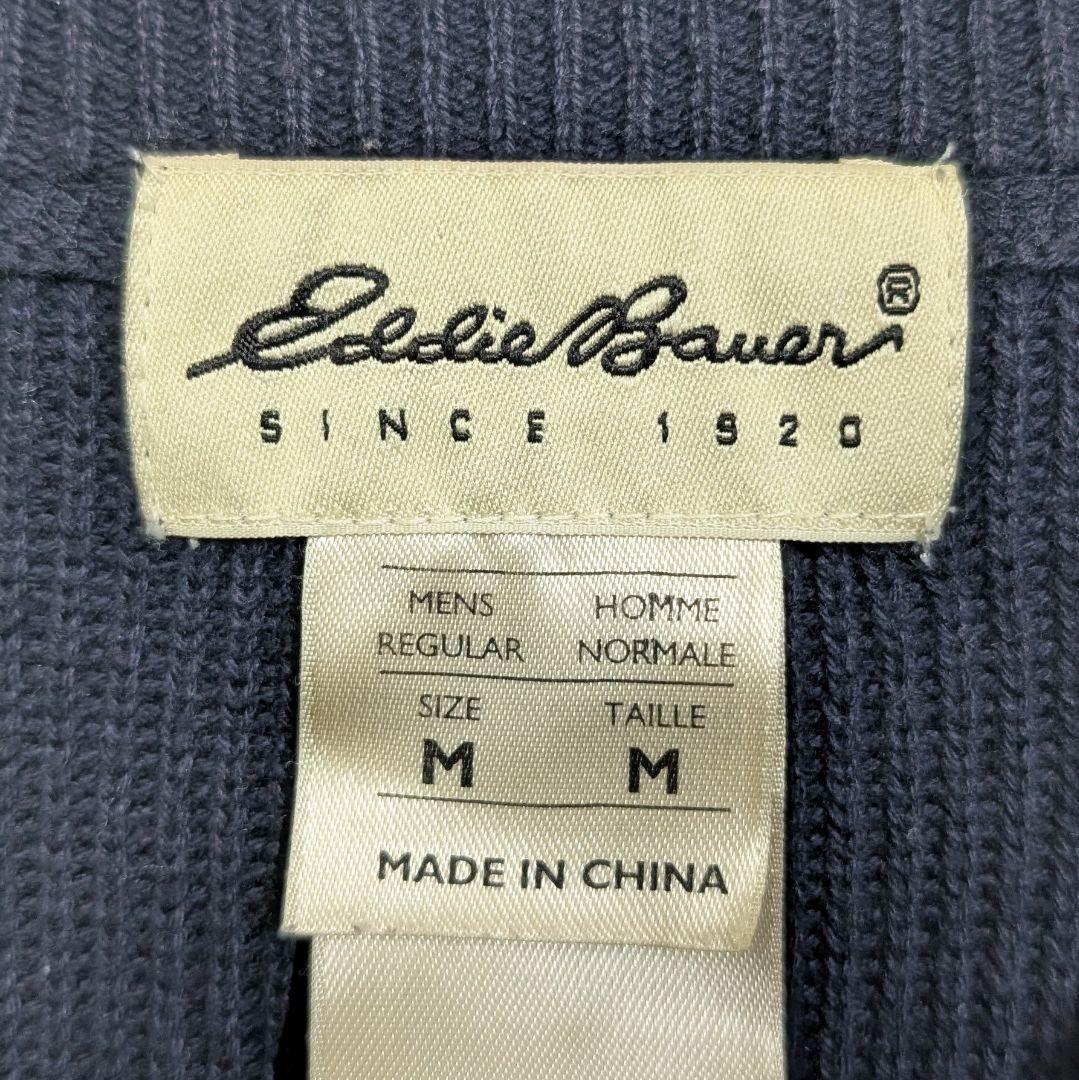 Eddie Bauer®
SINCE 1920
MENS HOMME
REGULAR NORMALE
SIZE TAILLE
M M
MADE IN CHINA